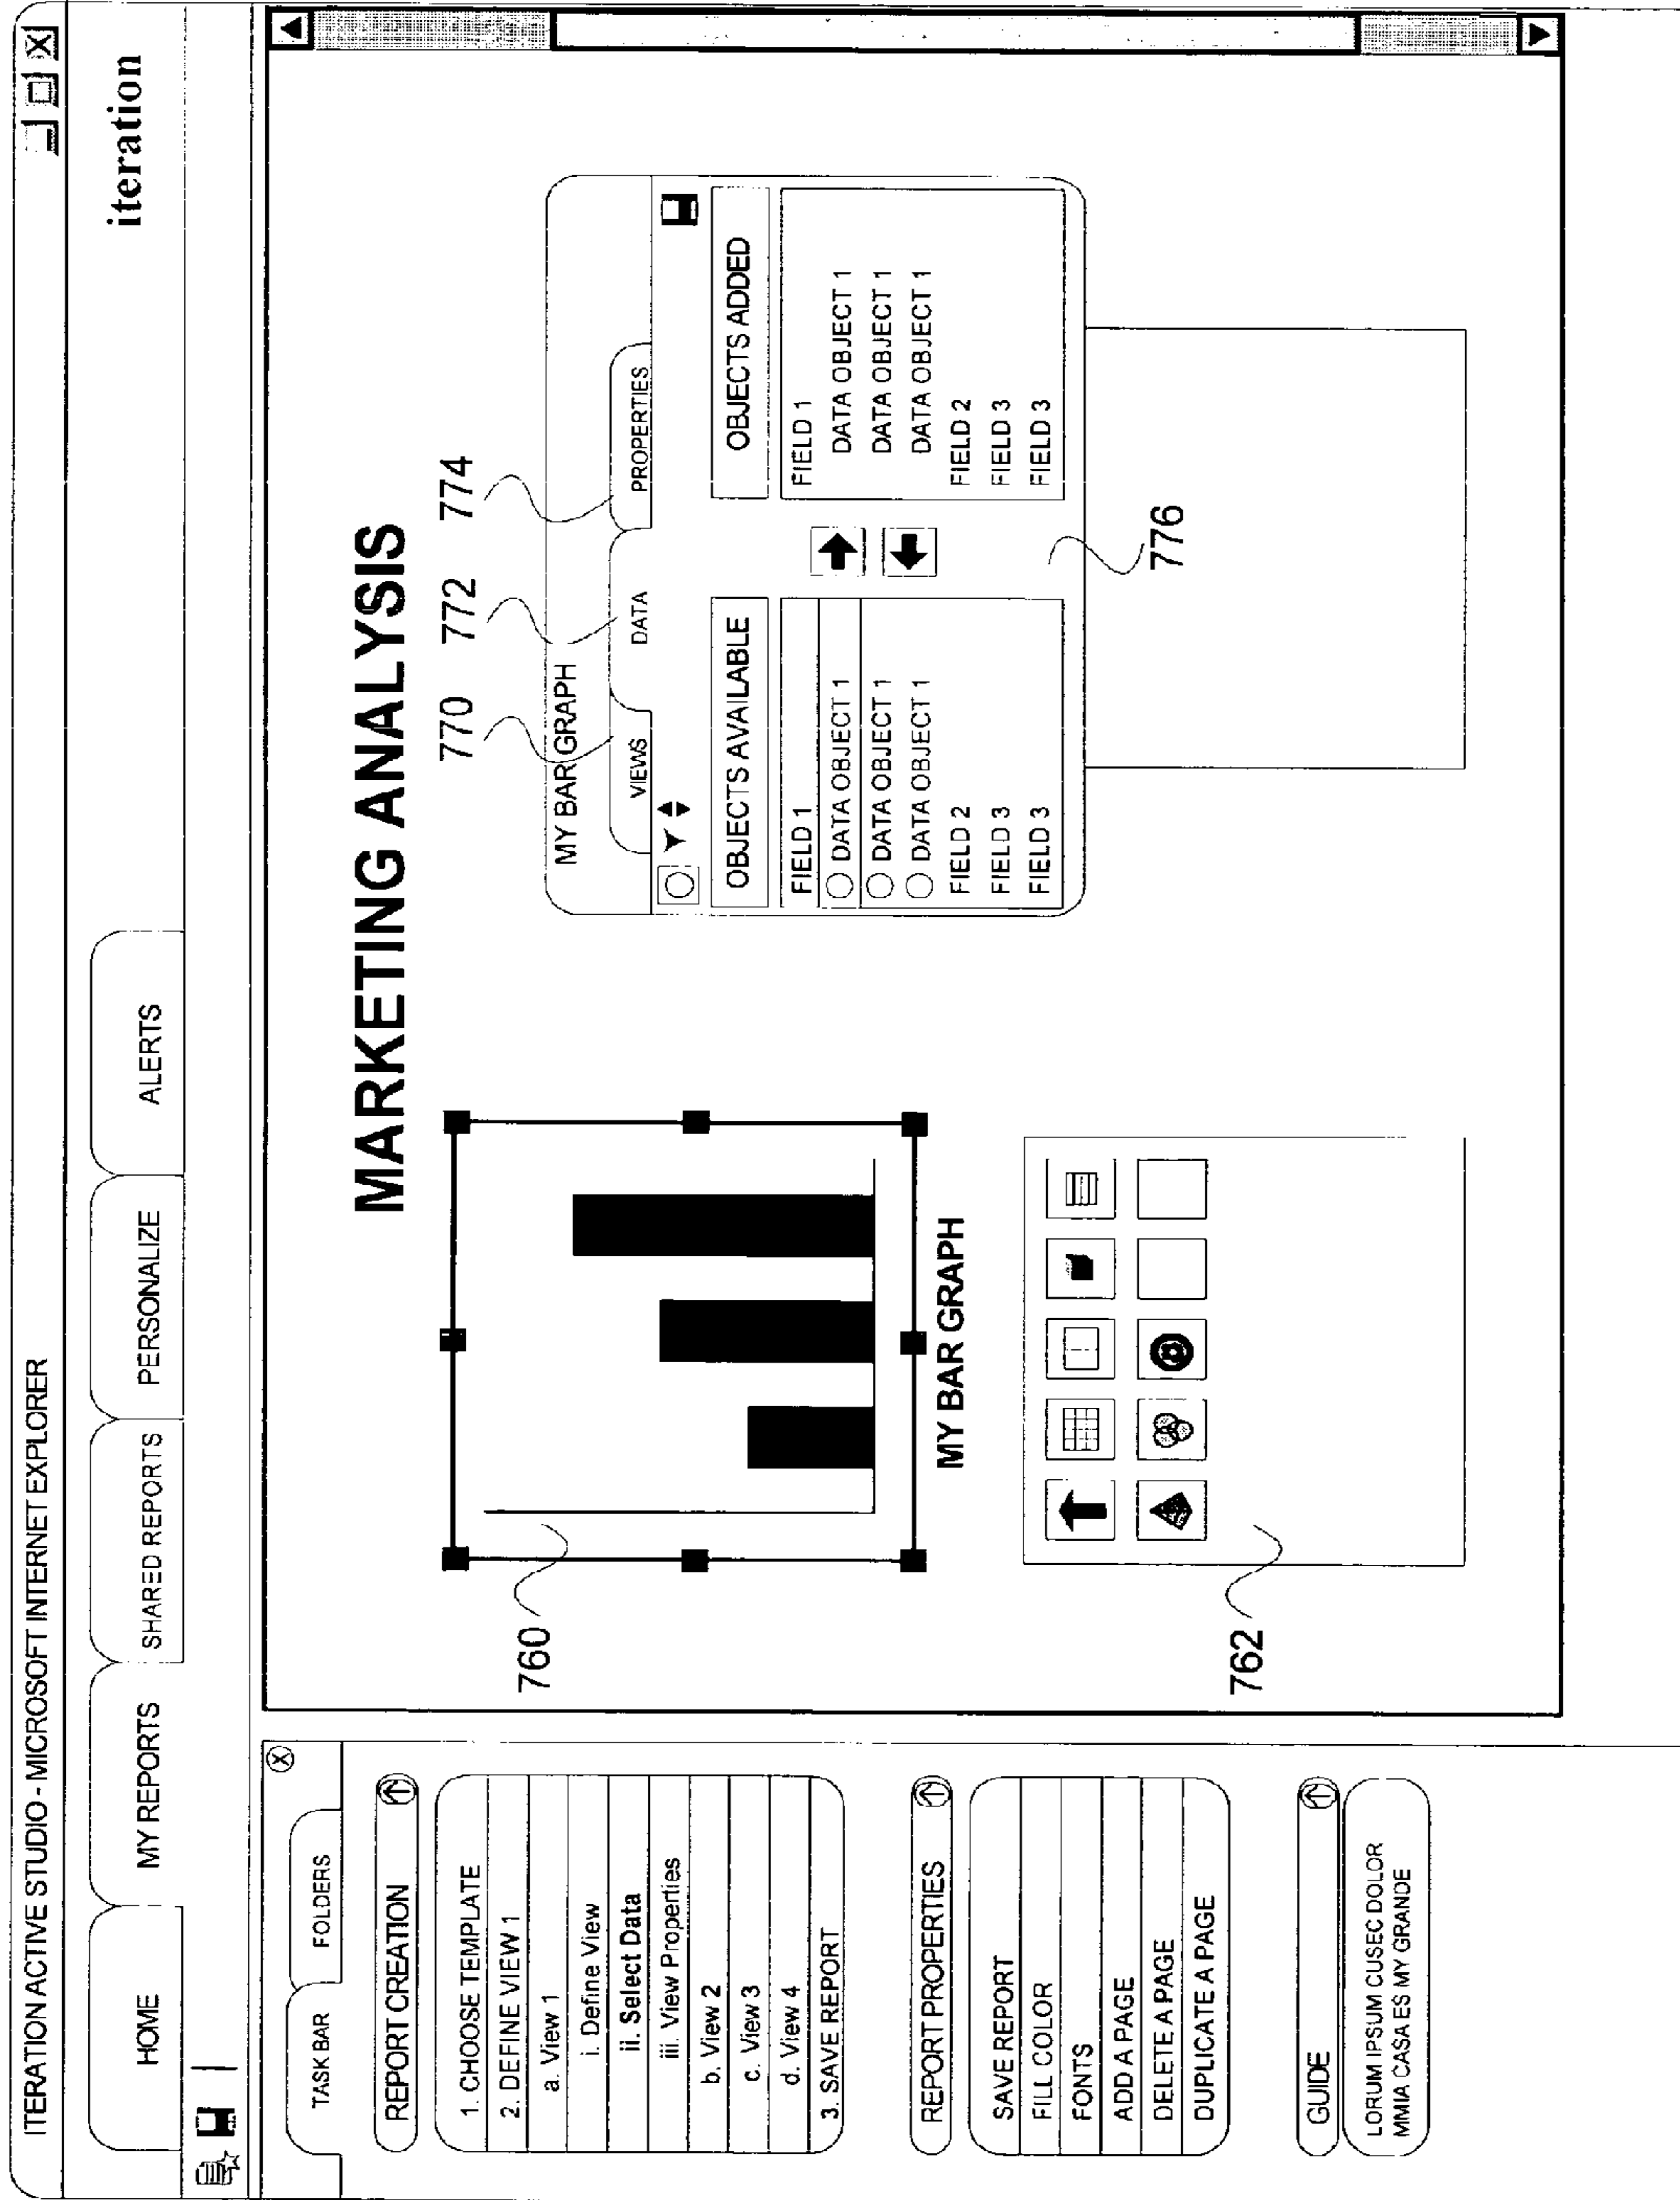 ITERATION ACTIVE STUDIO - MICROSOFT INTERNET EXPLORER
iteration
HOME
MY REPORTS
SHARED REPORTS
PERSONALIZE
ALERTS
TASK BAR
FOLDERS
REPORT CREATION
1. CHOOSE TEMPLATE
2. DEFINE VIEW 1
a. View 1
i. Define View
ii. Select Data
iii. View Properties
b. View 2
c. View 3
d. View 4
3. SAVE REPORT
REPORT PROPERTIES
SAVE REPORT
FILL COLOR
FONTS
ADD A PAGE
DELETE A PAGE
DUPLICATE A PAGE
GUIDE
LORUM IPSUM CUSEC DOLOR
MMIA CASA ES MY GRANDE
MARKETING ANALYSIS
760
MY BAR GRAPH
762
770
772
774
MY BAR GRAPH
VIEWS
DATA
PROPERTIES
OBJECTS AVAILABLE
FIELD 1
DATA OBJECT 1
DATA OBJECT 1
DATA OBJECT 1
FIELD 2
FIELD 3
FIELD 3
OBJECTS ADDED
FIELD 1
DATA OBJECT 1
DATA OBJECT 1
DATA OBJECT 1
FIELD 2
FIELD 3
FIELD 3
776